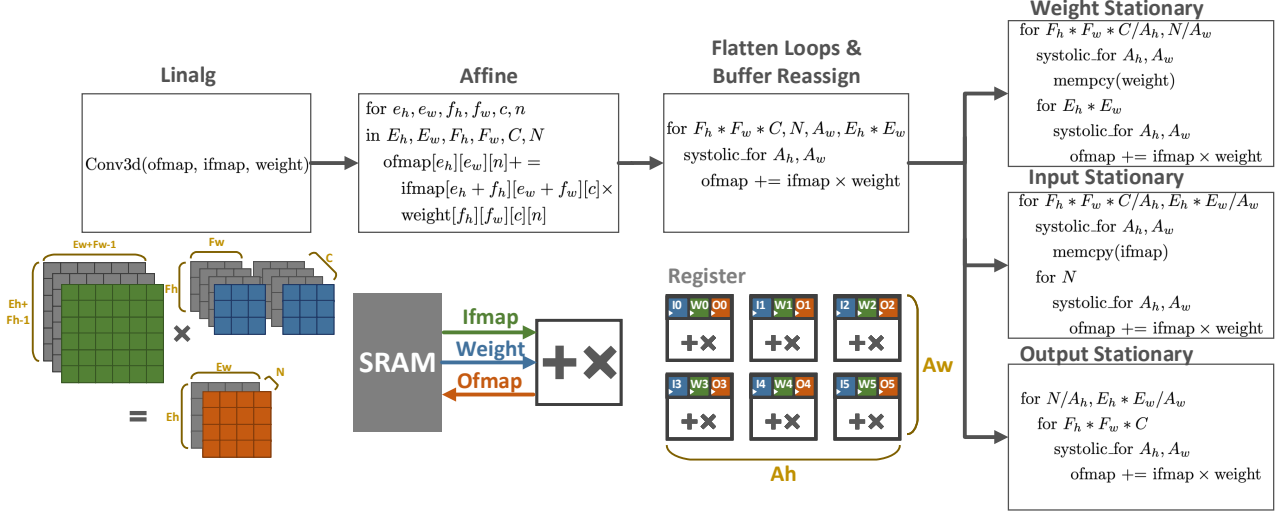 Linalg
Conv3d(ofmap, ifmap, weight)
Affine
for e_h, e_w, f_h, f_w, c, n
in E_h, E_w, F_h, F_w, C, N
ofmap[e_h][e_w][n]+ =
ifmap[e_h + f_h][e_w + f_w][c]×
weight[f_h][f_w][c][n]
Flatten Loops &
Buffer Reassign
for F_h * F_w * C, N, A_w, E_h * E_w
systolic_for A_h, A_w
ofmap += ifmap × weight
Weight Stationary
for F_h * F_w * C/A_h, N/A_w
systolic_for A_h, A_w
mempcy(weight)
for E_h * E_w
systolic_for A_h, A_w
ofmap += ifmap × weight
Input Stationary
for F_h * F_w * C/A_h, E_h * E_w/A_w
systolic_for A_h, A_w
memcpy(ifmap)
for N
systolic_for A_h, A_w
ofmap += ifmap × weight
Output Stationary
for N/A_h, E_h * E_w/A_w
for F_h * F_w * C
systolic_for A_h, A_w
ofmap += ifmap × weight
Ew+Fw-1
Eh+
Fh-1
×
Fw
Fh
C
=
Ew
Eh
N
SRAM
Ifmap
Weight
Ofmap
+×
Register
I0 W0 O0
+×
I1 W1 O1
+×
I2 W2 O2
+×
I3 W3 O3
+×
I4 W4 O4
+×
I5 W5 O5
+×
Aw
Ah